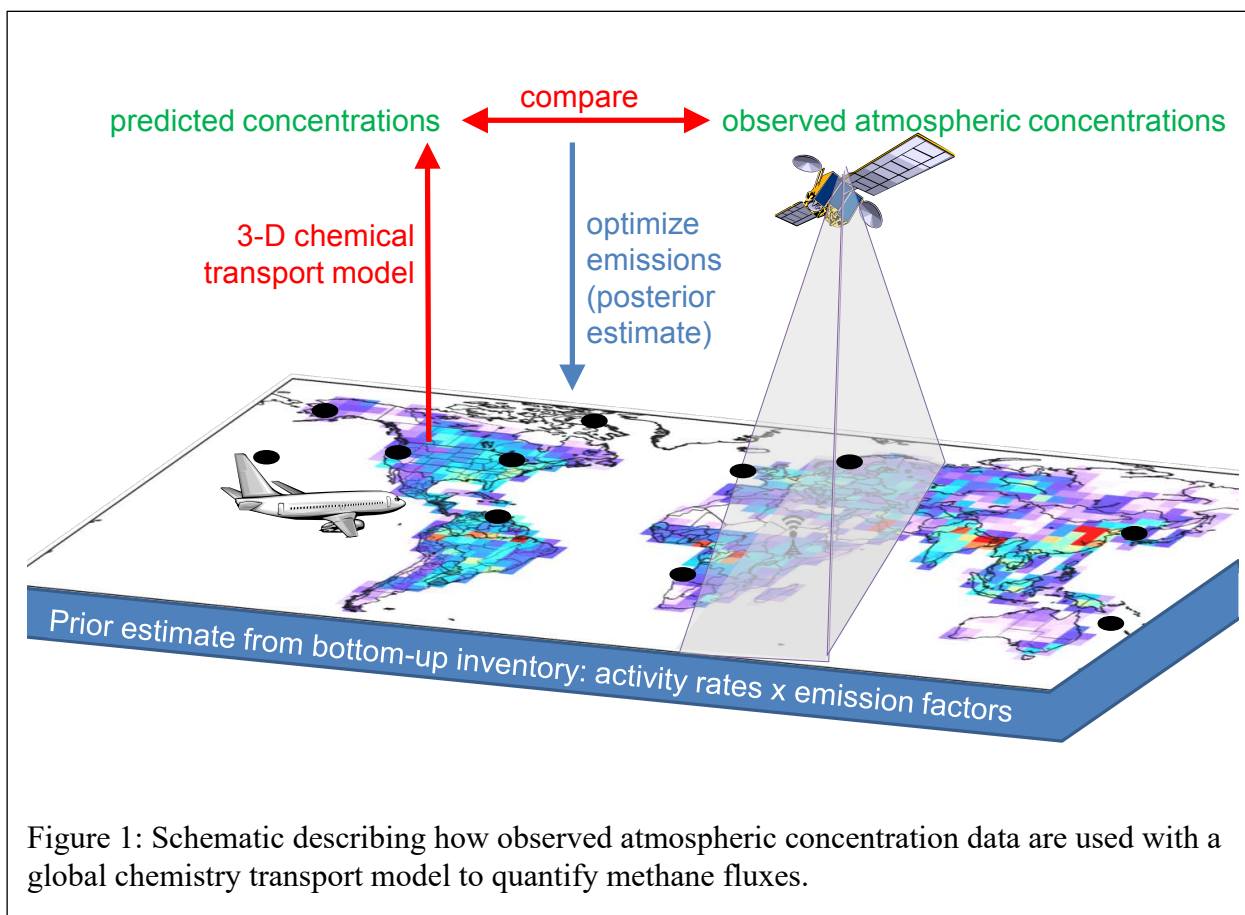 compare
predicted concentrations
observed atmospheric concentrations
3-D chemical
transport model
optimize
emissions
(posterior
estimate)
Prior estimate from bottom-up inventory: activity rates x emission factors
Figure 1: Schematic describing how observed atmospheric concentration data are used with a
global chemistry transport model to quantify methane fluxes.